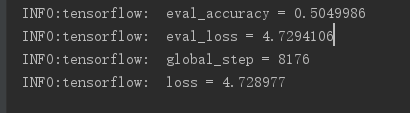 INFO:tensorflow:  eval_accuracy = 0.5049986
INFO:tensorflow:  eval_loss = 4.7294106
INFO:tensorflow:  global_step = 8176
INFO:tensorflow:  loss = 4.728977